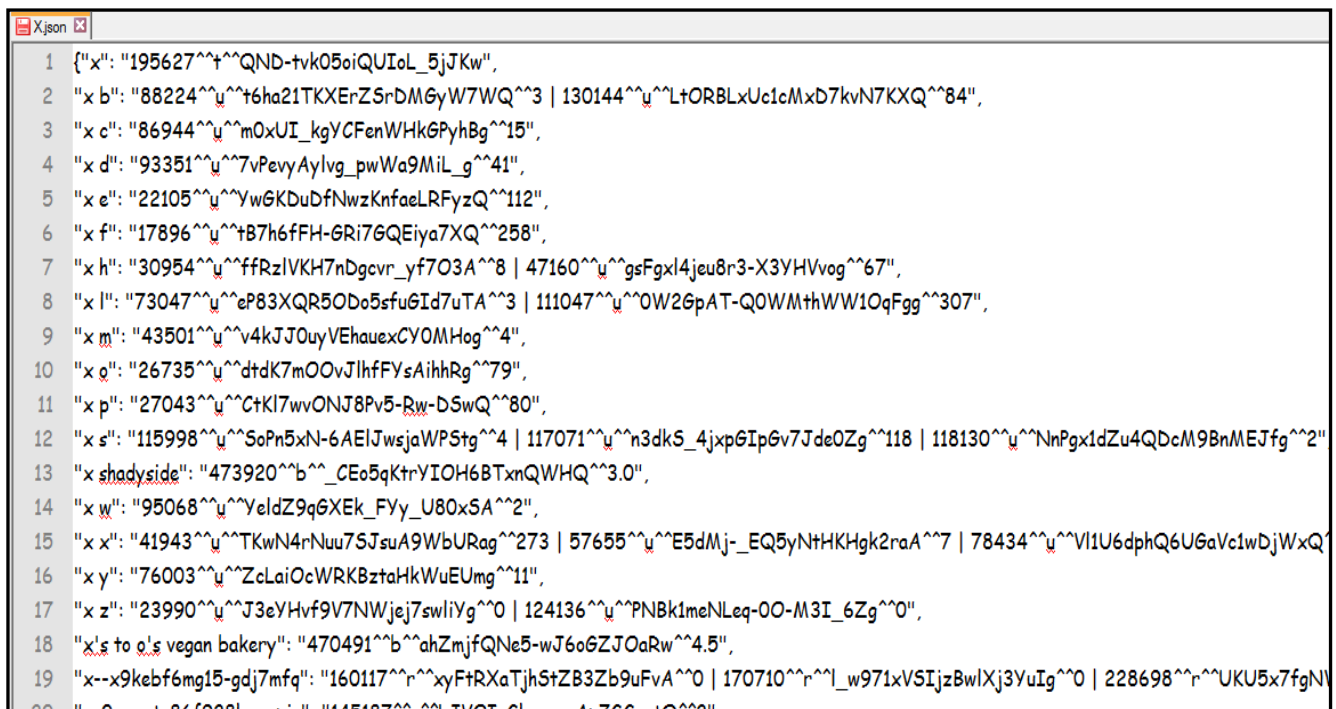 X.json
1 {"x": "195627^^t^^QND-tvk05oiQUIoL_5jJKw",
2 "x b": "88224^^u^^t6ha21TKXErZSrDMGyW7WQ^^3 | 130144^^u^^LtORBLxUc1cMxD7kvN7KXQ^^84",
3 "x c": "86944^^u^^m0xUI_kgYCFenWHkGPyhBg^^15",
4 "x d": "93351^^u^^7vPevyAylvg_pwWa9MiL_g^^41",
5 "x e": "22105^^u^^YwGKDuDfNwzKnfaeLRFyzQ^^112",
6 "x f": "17896^^u^^tB7h6fFH-GRi7GQEiya7XQ^^258",
7 "x h": "30954^^u^^ffRzlVKH7nDgcvr_yf7O3A^^8 | 47160^^u^^gsFgxl4jeu8r3-X3YHVvog^^67",
8 "x l": "73047^^u^^eP83XQR5ODo5sfuGId7uTA^^3 | 111047^^u^^0W2GpAT-Q0WMthWW1OqFgg^^307",
9 "x m": "43501^^u^^v4kJJ0uyVEhauexCY0MHog^^4",
10 "x o": "26735^^u^^dtdK7mOOvJlhfFYsAihhRg^^79",
11 "x p": "27043^^u^^CtKl7wvONJ8Pv5-Rw-DSwQ^^80",
12 "x s": "115998^^u^^SoPn5xN-6AElJwsjaWPStg^^4 | 117071^^u^^n3dkS_4jxpGIpGv7Jde0Zg^^118 | 118130^^u^^NnPgx1dZu4QDcM9BnMEJfg^^2"
13 "x shadyside": "473920^^b^^_CEo5qKtrYIOH6BTxnQWHQ^^3.0",
14 "x w": "95068^^u^^YeldZ9qGXEk_FYy_U80xSA^^2",
15 "x x": "41943^^u^^TKwN4rNuu7SJsuA9WbURag^^273 | 57655^^u^^E5dMj-_EQ5yNtHKHgk2raA^^7 | 78434^^u^^Vl1U6dphQ6UGaVc1wDjWxQ^
16 "x y": "76003^^u^^ZcLaiOcWRKBztaHkWuEUmg^^11",
17 "x z": "23990^^u^^J3eYHvf9V7NWjej7swliYg^^0 | 124136^^u^^PNBk1meNLeq-0O-M3I_6Zg^^0",
18 "x's to o's vegan bakery": "470491^^b^^ahZmjfQNe5-wJ6oGZJOaRw^^4.5",
19 "x--x9kebf6mg15-gdj7mfq": "160117^^r^^xyFtRXaTjhStZB3Zb9uFvA^^0 | 170710^^r^^l_w971xVSIjzBwlXj3YuIg^^0 | 228698^^r^^UKU5x7fgN